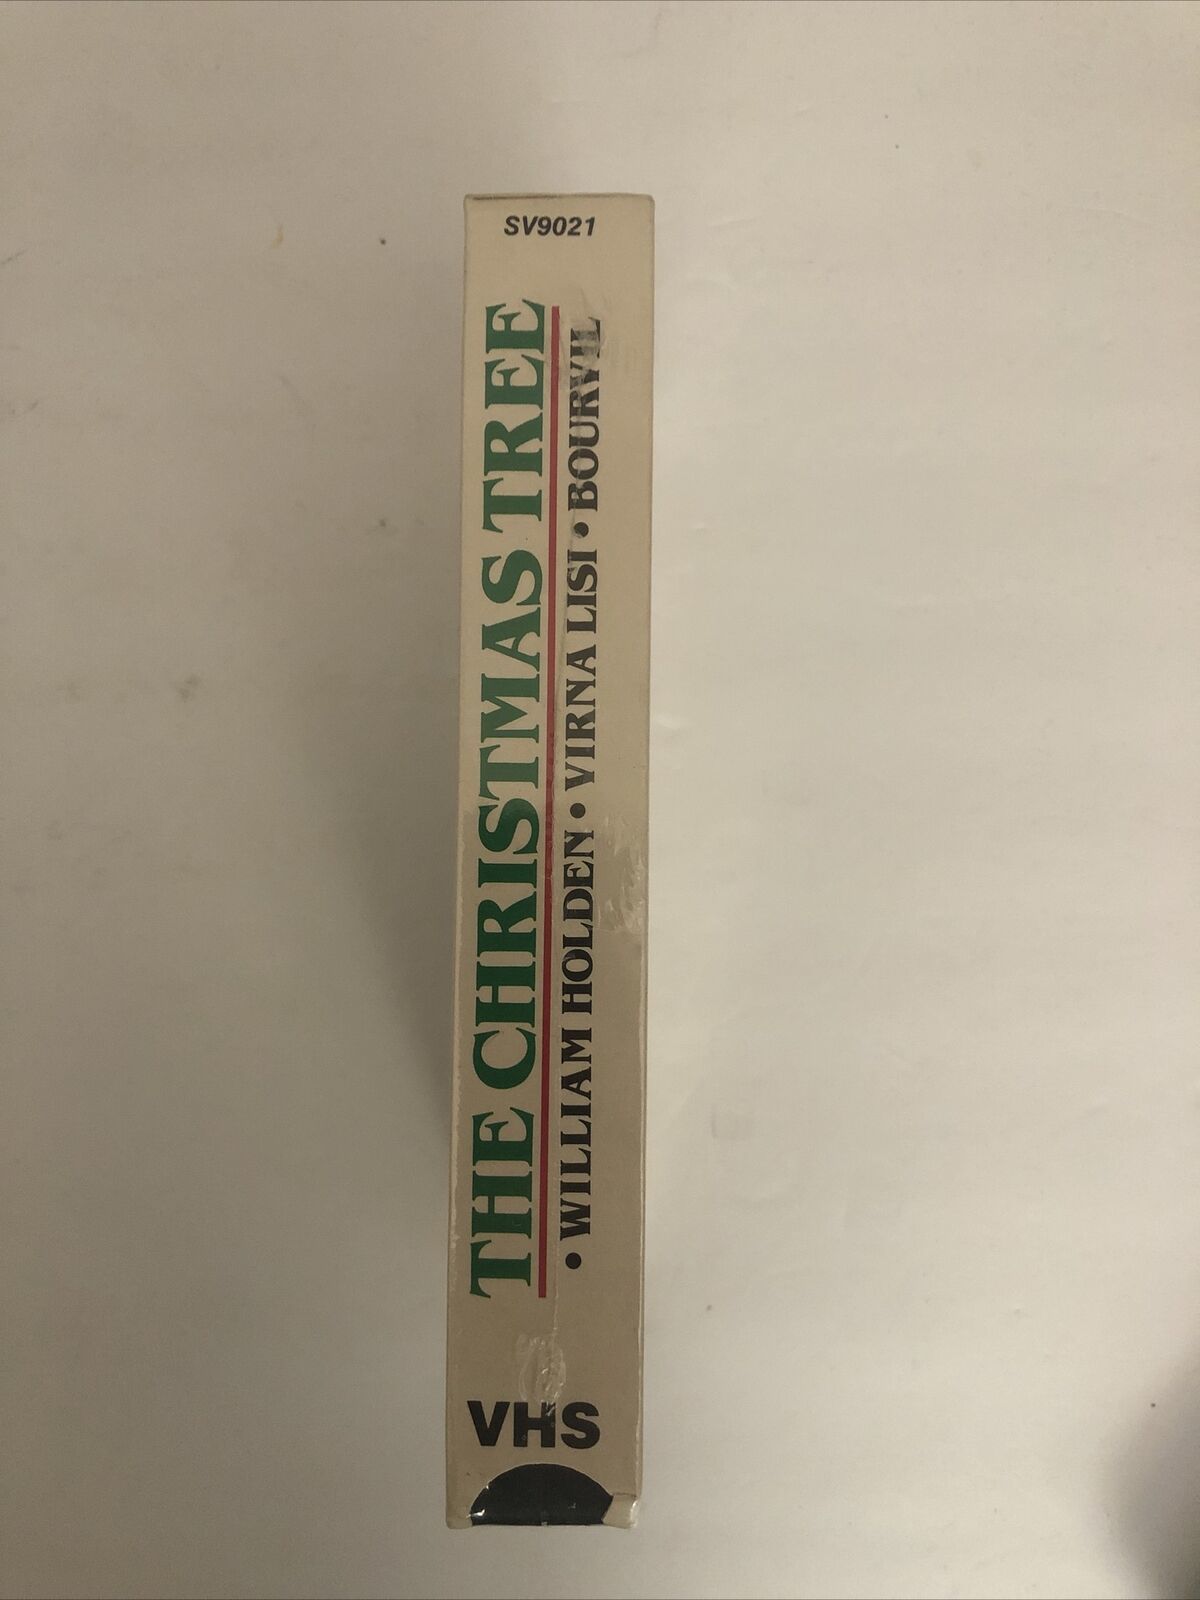 SV9021
THE CHRISTMAS TREE
• WILLIAM HOLDEN • VIRNA LISI • BOURVIL
VHS